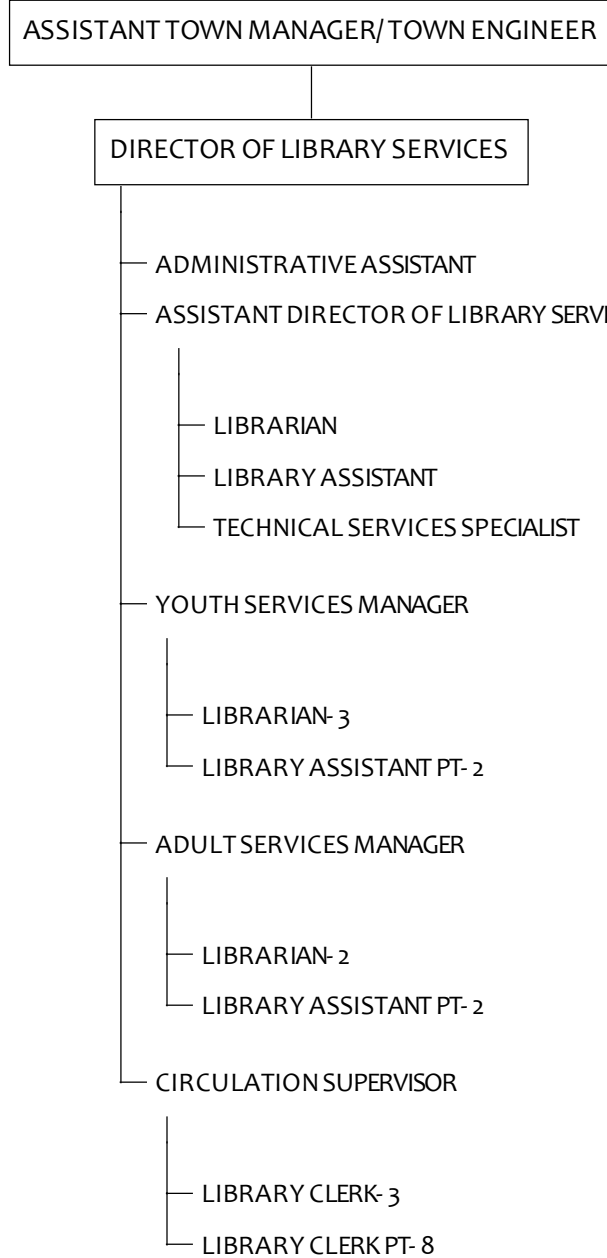 ASSISTANT TOWN MANAGER/ TOWN ENGINEER
DIRECTOR OF LIBRARY SERVICES
ADMINISTRATIVE ASSISTANT
ASSISTANT DIRECTOR OF LIBRARY
LIBRARIAN
LIBRARY ASSISTANT
TECHNICAL SERVICES SPECIALIST
YOUTH SERVICES MANAGER
LIBRARIAN- 3
LIBRARY ASSISTANT PT- 2
ADULT SERVICES MANAGER
LIBRARIAN- 2
LIBRARY ASSISTANT PT- 2
CIRCULATION SUPERVISOR
LIBRARY CLERK- 3
LIBRARY CLERK PT- 8